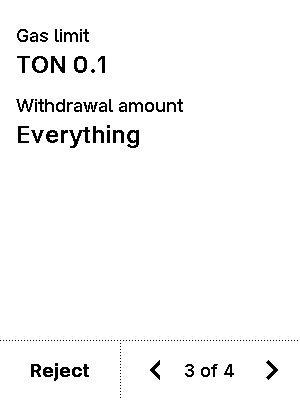 Gas limit
TON 0.1
Withdrawal amount
Everything
Reject
3 of 4